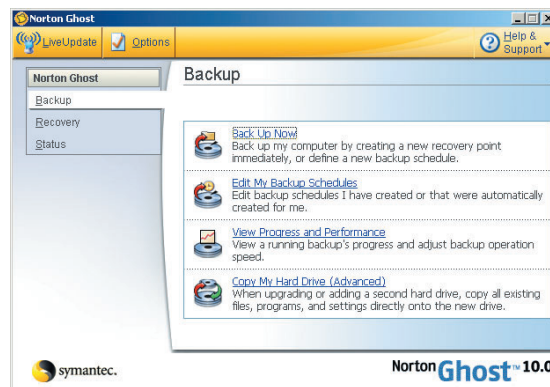 Norton Ghost
LiveUpdate
Options
Help & Support
Norton Ghost
Backup
Recovery
Status
Backup
Back Up Now
Back up my computer by creating a new recovery point
immediately, or define a new backup schedule.
Edit My Backup Schedules
Edit backup schedules I have created or that were automatically
created for me.
View Progress and Performance
View a running backup's progress and adjust backup operation
speed.
Copy My Hard Drive (Advanced)
When upgrading or adding a second hard drive, copy all existing
files, programs, and settings directly onto the new drive.
symantec.
Norton Ghost™ 10.0